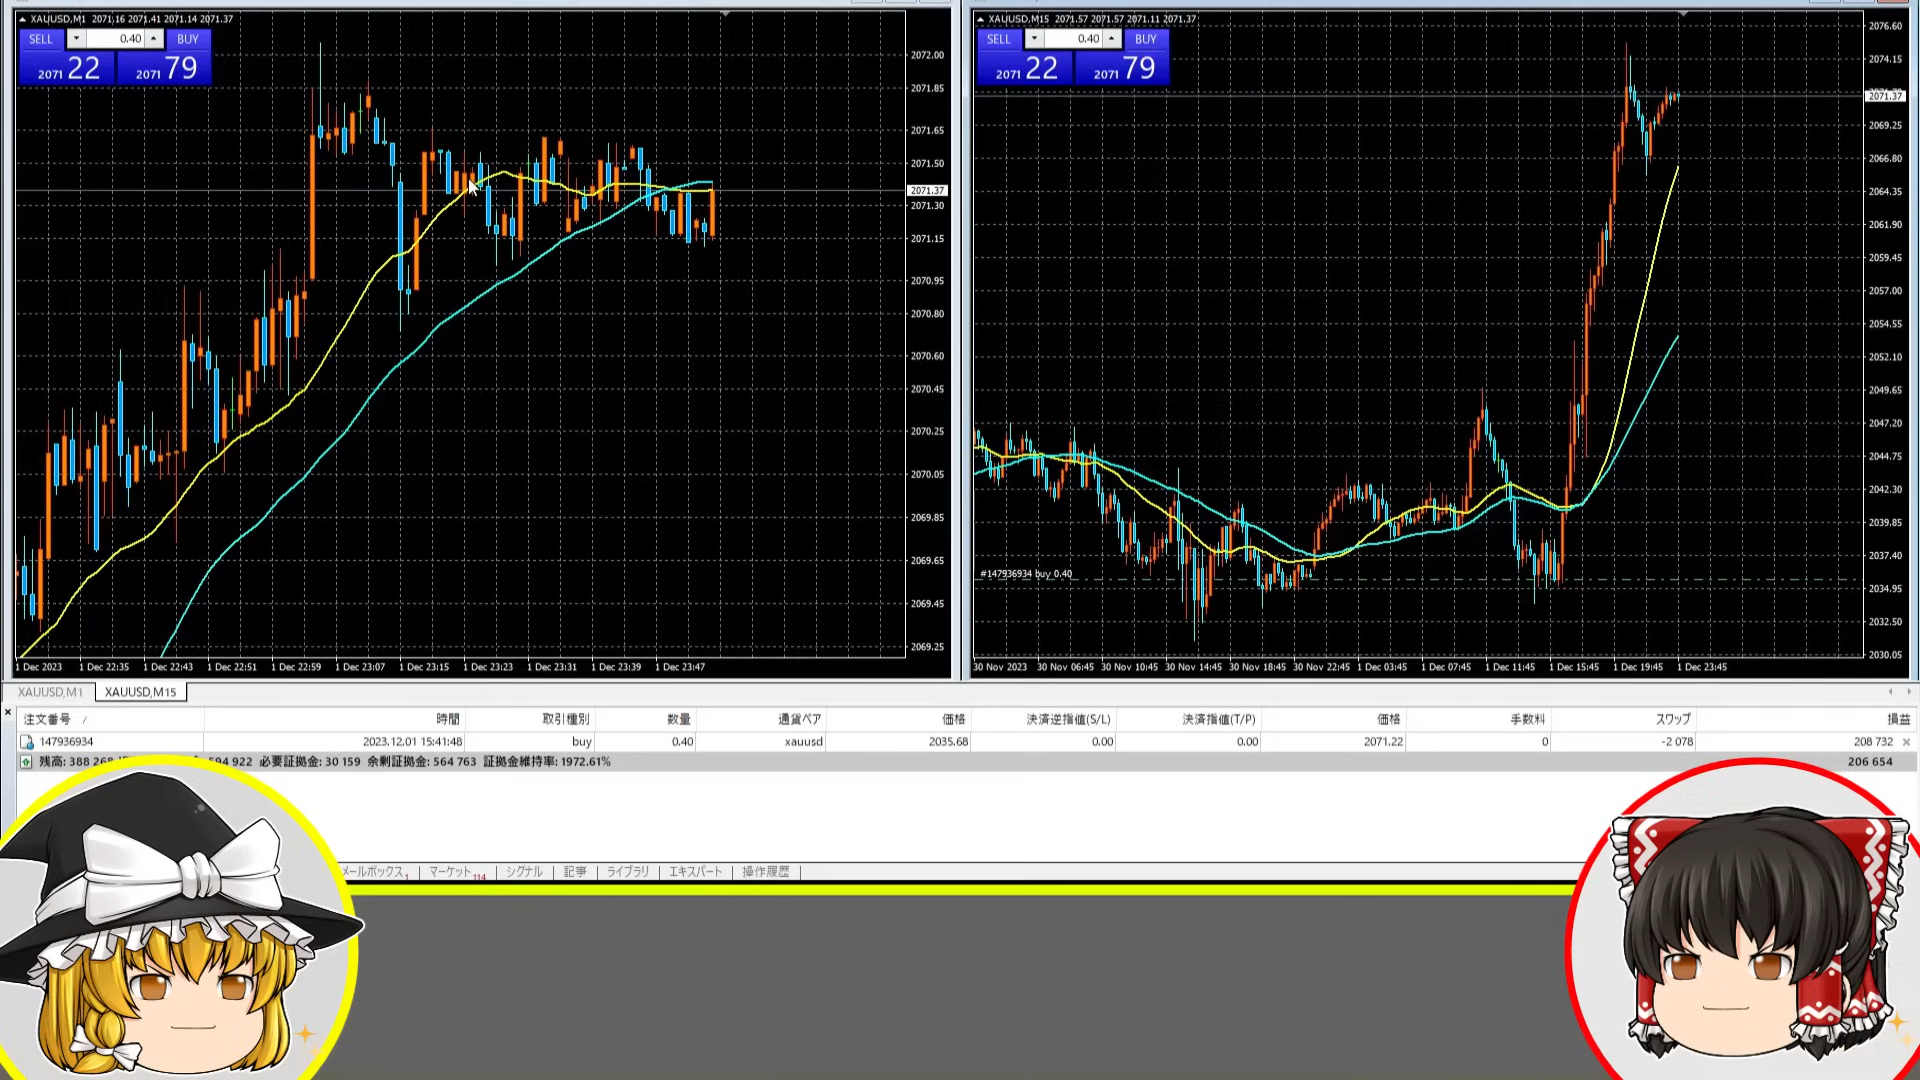 XAUUSD,M1 2071.16 2071.41 2071.14 2071.37
SELL 0.40 BUY
2071 22 2071 79
2072.00
2071.85
2071.65
2071.50
2071.37
2071.30
2071.15
2070.95
2070.80
2070.60
2070.45
2070.25
2070.05
2069.85
2069.65
2069.45
2069.25
1 Dec 2023 1 Dec 22:35 1 Dec 22:43 1 Dec 22:51 1 Dec 22:59 1 Dec 23:07 1 Dec 23:15 1 Dec 23:23 1 Dec 23:31 1 Dec 23:39 1 Dec 23:47
XAUUSD,M15 2071.57 2071.57 2071.11 2071.37
SELL 0.40 BUY
2071 22 2071 79
2076.60
2074.15
2071.37
2069.25
2066.80
2064.35
2061.90
2059.45
2057.00
2054.55
2052.10
2049.65
2047.20
2044.75
2042.30
2039.85
2037.40
2034.95
2032.50
2030.05
#147936934 buy 0.40
30 Nov 2023 30 Nov 06:45 30 Nov 10:45 30 Nov 14:45 30 Nov 18:45 30 Nov 22:45 1 Dec 03:45 1 Dec 07:45 1 Dec 11:45 1 Dec 15:45 1 Dec 19:45 1 Dec 23:45
XAUUSD,M1 XAUUSD,M15
注文番号 / 時間 取引種別 数量 通貨ペア 価格 決済逆指値(S/L) 決済指値(T/P) 価格 手数料 スワップ 損益
147936934 2023.12.01 15:41:48 buy 0.40 xauusd 2035.68 0.00 0.00 2071.22 0 -2 078 208 732
残高: 388 268 594 922 必要証拠金: 30 159 余剰証拠金: 564 763 証拠金維持率: 1972.61% 206 654
メールボックス 1 マーケット 114 シグナル 記事 ライブラリ エキスパート 操作履歴